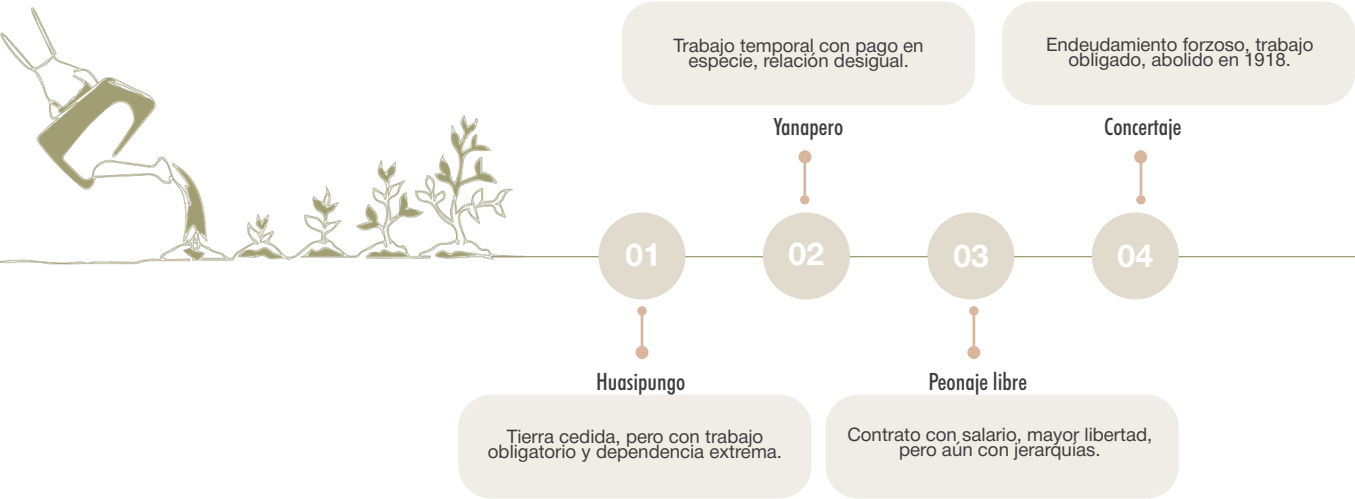 01
Huasipungo
Tierra cedida, pero con trabajo
obligatorio y dependencia extrema.
02
Yanapero
Trabajo temporal con pago en
especie, relación desigual.
03
Peonaje libre
Contrato con salario, mayor libertad,
pero aún con jerarquías.
04
Concertaje
Endeudamiento forzoso, trabajo
obligado, abolido en 1918.